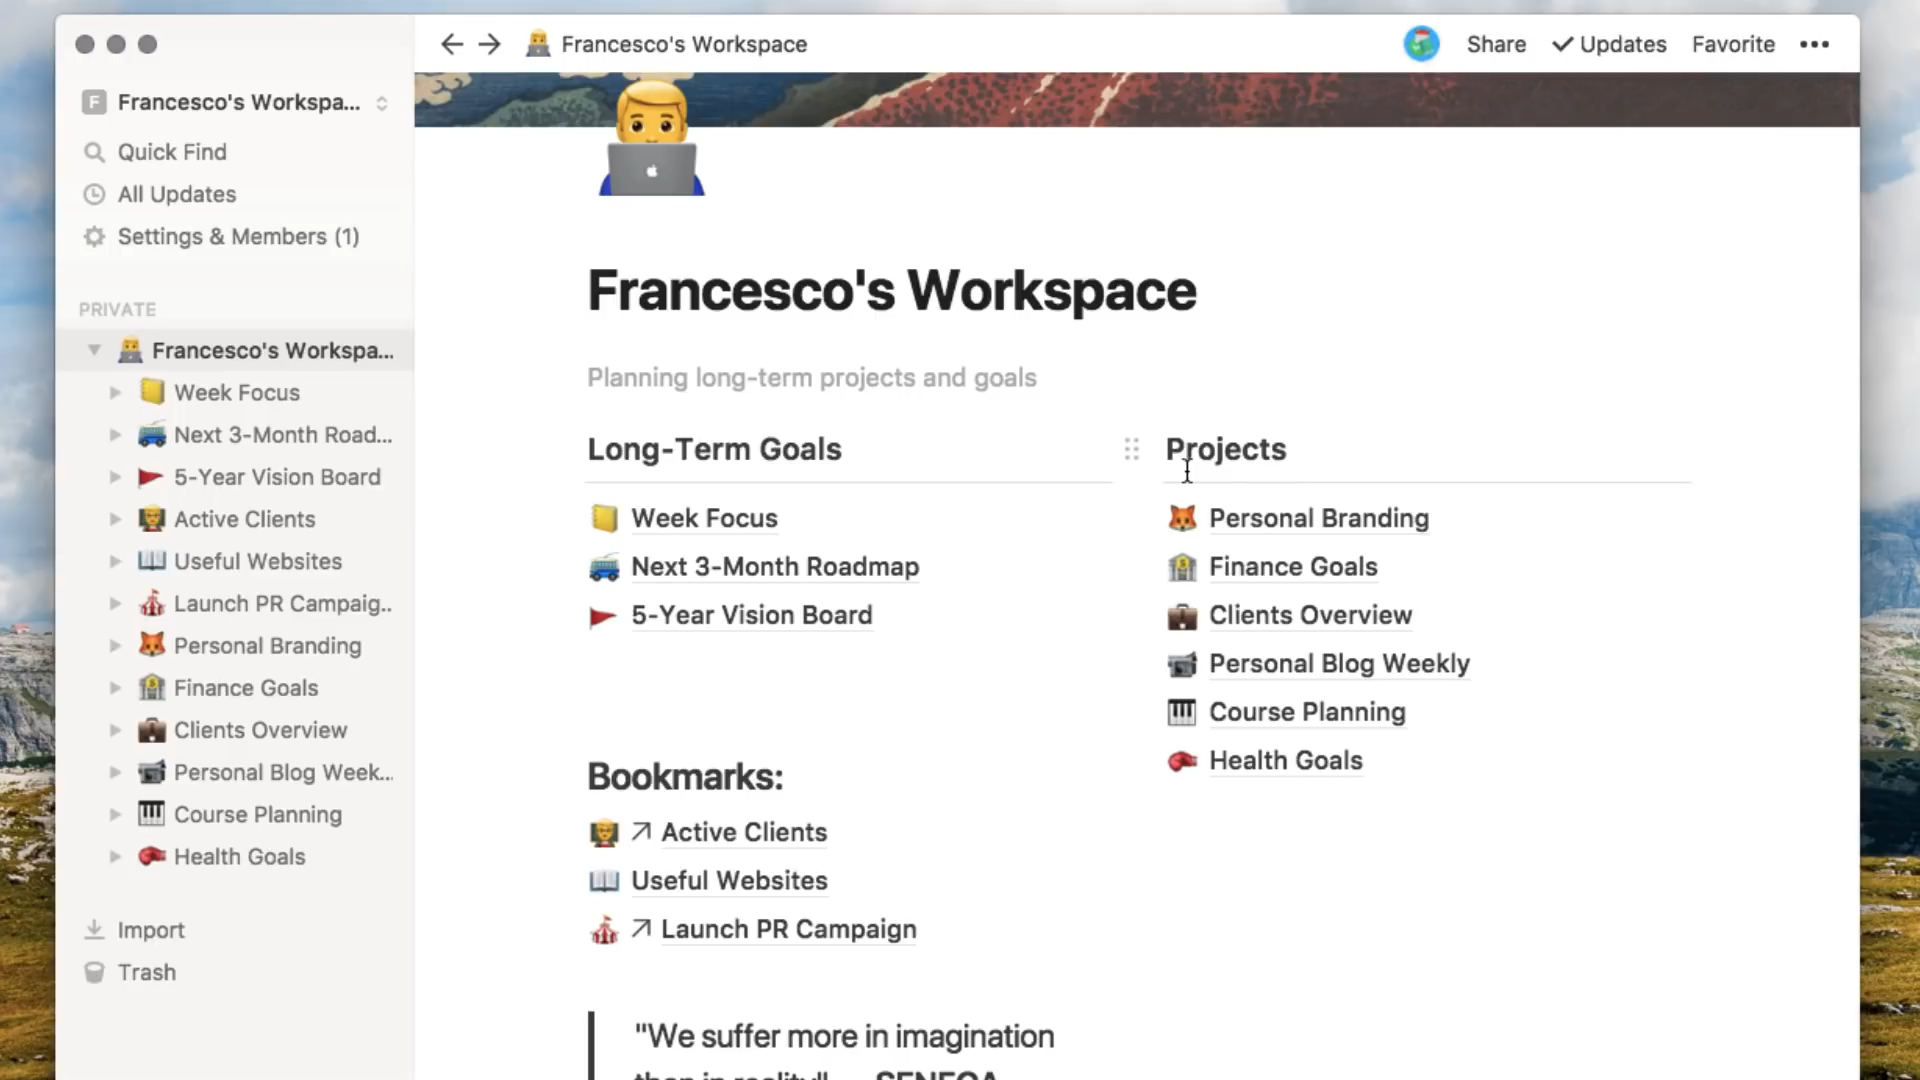 Francesco's Workspace
Share
Updates
Favorite
F
Francesco's Workspa...
Quick Find
All Updates
Settings & Members (1)
PRIVATE
Francesco's Workspa...
Week Focus
Next 3-Month Road...
5-Year Vision Board
Active Clients
Useful Websites
Launch PR Campaig..
Personal Branding
Finance Goals
Clients Overview
Personal Blog Week...
Course Planning
Health Goals
Import
Trash
Francesco's Workspace
Planning long-term projects and goals
Long-Term Goals
Week Focus
Next 3-Month Roadmap
5-Year Vision Board
Bookmarks:
Active Clients
Useful Websites
Launch PR Campaign
"We suffer more in imagination
than in reality" — SENECA
Projects
Personal Branding
Finance Goals
Clients Overview
Personal Blog Weekly
Course Planning
Health Goals